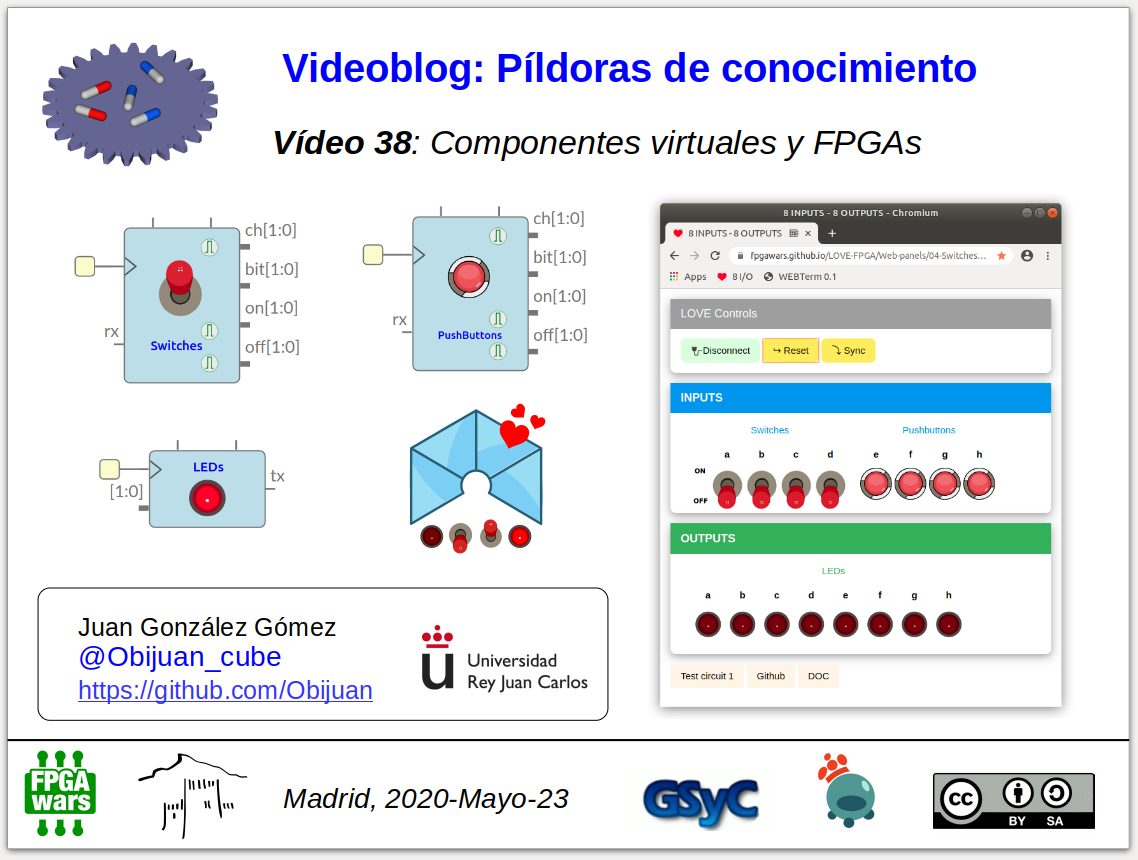 Videoblog: Píldoras de conocimiento
Vídeo 38: Componentes virtuales y FPGAs
ch[1:0]
bit[1:0]
on[1:0]
rx
Switches
off[1:0]
ch[1:0]
bit[1:0]
on[1:0]
rx
PushButtons
off[1:0]
LEDs
tx
[1:0]
8 INPUTS - 8 OUTPUTS - Chromium
8 INPUTS - 8 OUTPUTS
fpgawars.github.io/LOVE-FPGA/Web-panels/04-Switches...
Apps 8 I/O WEBTerm 0.1
LOVE Controls
Disconnect Reset Sync
INPUTS
Switches Pushbuttons
a b c d e f g h
ON
OFF
OUTPUTS
LEDs
a b c d e f g h
Test circuit 1 Github DOC
Juan González Gómez
@Obijuan_cube
https://github.com/Obijuan
Universidad
Rey Juan Carlos
FPGA
wars
Madrid, 2020-Mayo-23
GSyC
cc
BY SA